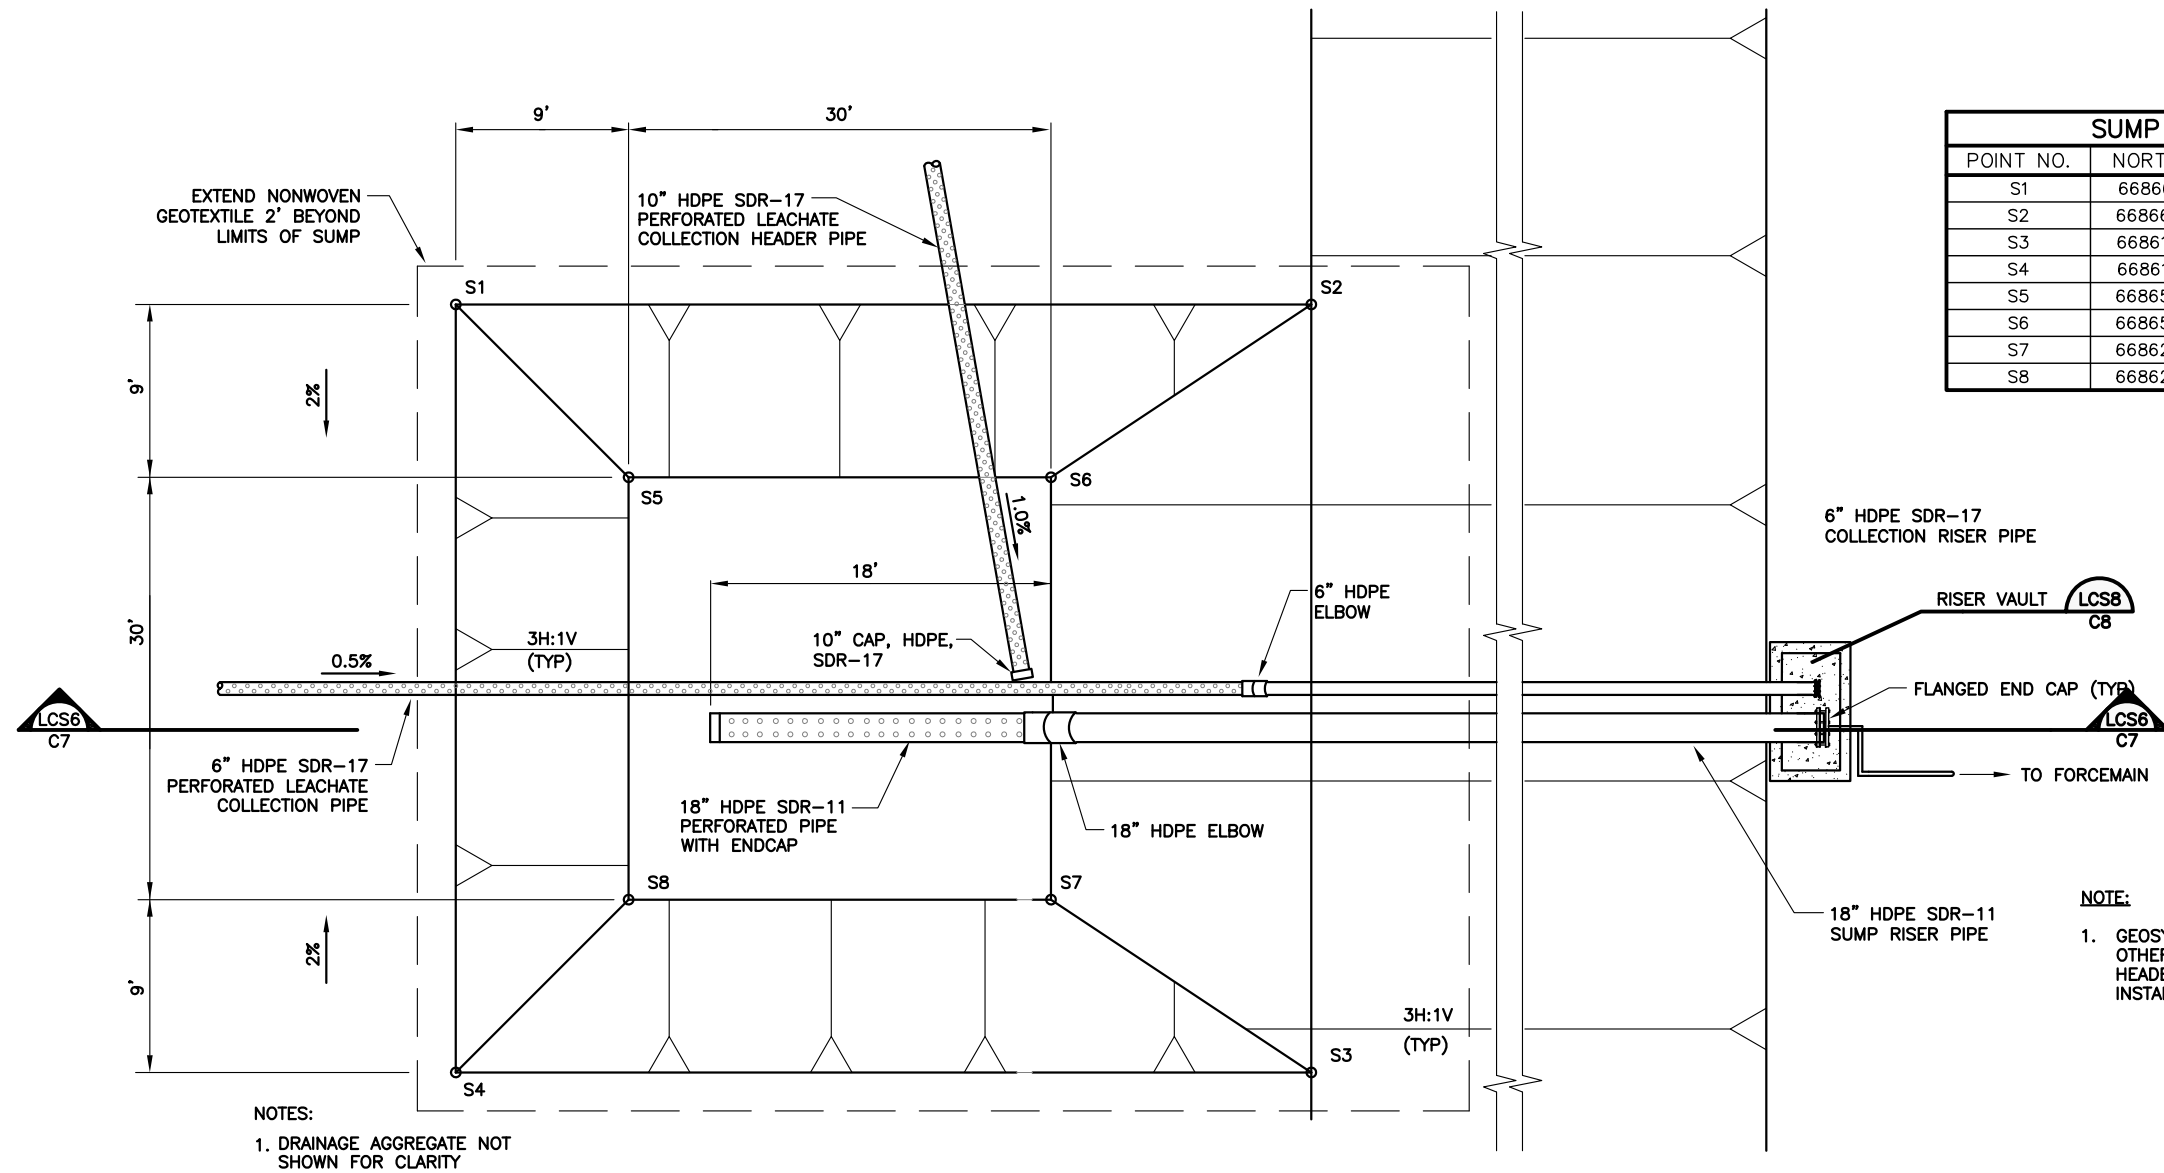 9'
30'
EXTEND NONWOVEN
GEOTEXTILE 2' BEYOND
LIMITS OF SUMP
10" HDPE SDR-17
PERFORATED LEACHATE
COLLECTION HEADER PIPE
SUMP
POINT NO.
S1
S2
S3
S4
S5
S6
S7
S8
S1
S2
9'
2%
S5
S6
1.0%
6" HDPE SDR-17
COLLECTION RISER PIPE
18'
6" HDPE
ELBOW
RISER VAULT
LCS8
C8
30'
3H:1V
(TYP)
10" CAP, HDPE,
SDR-17
0.5%
FLANGED END CAP (TYP)
LCS6
C7
LCS6
C7
6" HDPE SDR-17
PERFORATED LEACHATE
COLLECTION PIPE
TO FORCEMAIN
18" HDPE SDR-11
PERFORATED PIPE
WITH ENDCAP
18" HDPE ELBOW
S8
S7
18" HDPE SDR-11
SUMP RISER PIPE
NOTE:
1.
2%
9'
3H:1V
(TYP)
S3
S4
NOTES:
1. DRAINAGE AGGREGATE NOT
SHOWN FOR CLARITY